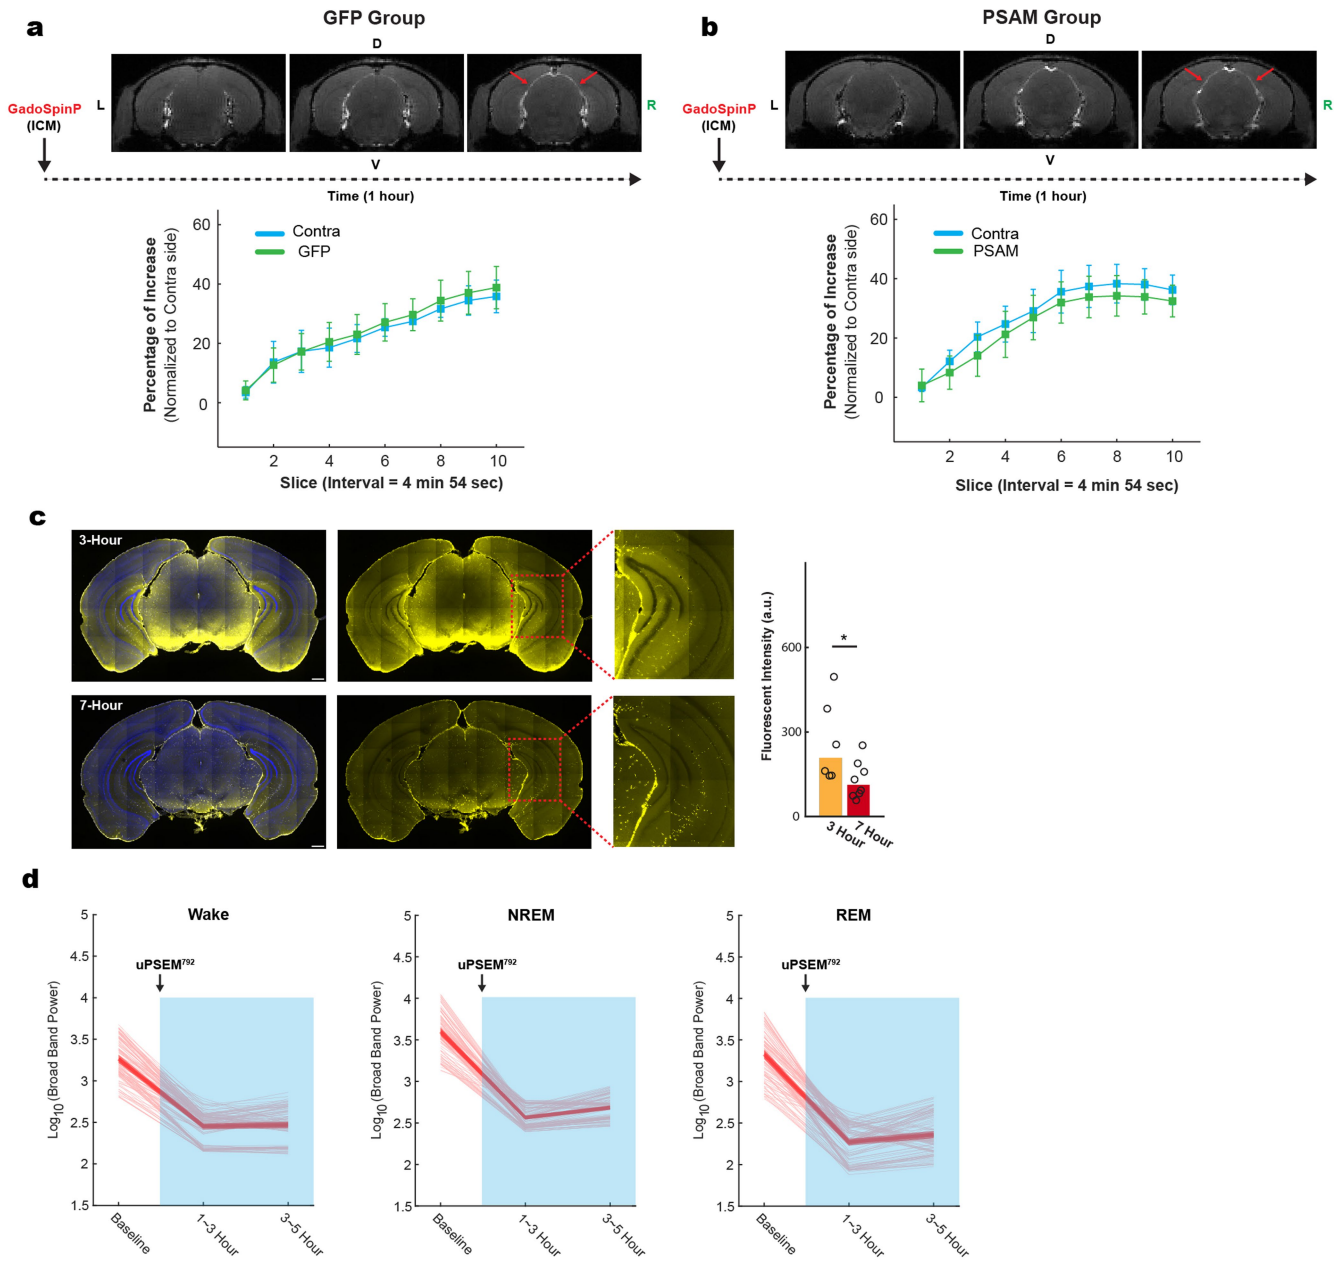 a
GFP Group
D
GadoSpinP
(ICM)
L
R
V
Time (1 hour)
Percentage of Increase
(Normalized to Contra side)
60
40
20
0
Contra
GFP
2 4 6 8 10
Slice (Interval = 4 min 54 sec)
b
PSAM Group
D
GadoSpinP
(ICM)
L
R
V
Time (1 hour)
Percentage of Increase
(Normalized to Contra side)
60
40
20
0
Contra
PSAM
2 4 6 8 10
Slice (Interval = 4 min 54 sec)
c
3-Hour
7-Hour
Fluorescent Intensity (a.u.)
600
300
0
*
3 Hour
7 Hour
d
Wake
Log10(Broad Band Power)
5
4.5
4
3.5
3
2.5
2
1.5
uPSEM792
Baseline
1~3 Hour
3~5 Hour
NREM
Log10(Broad Band Power)
5
4.5
4
3.5
3
2.5
2
1.5
uPSEM792
Baseline
1~3 Hour
3~5 Hour
REM
Log10(Broad Band Power)
5
4.5
4
3.5
3
2.5
2
1.5
uPSEM792
Baseline
1~3 Hour
3~5 Hour